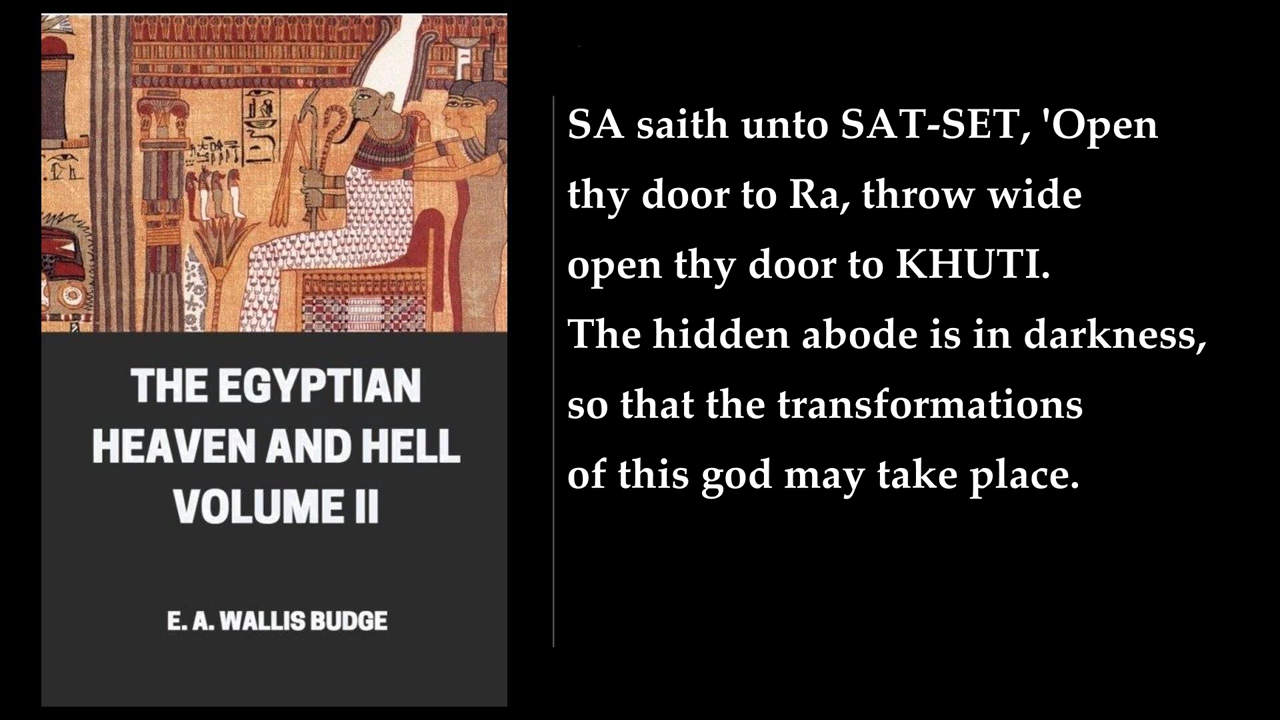 THE EGYPTIAN
HEAVEN AND HELL
VOLUME II
E. A. WALLIS BUDGE
SA saith unto SAT-SET, 'Open
thy door to Ra, throw wide
open thy door to KHUTI.
The hidden abode is in darkness,
so that the transformations
of this god may take place.